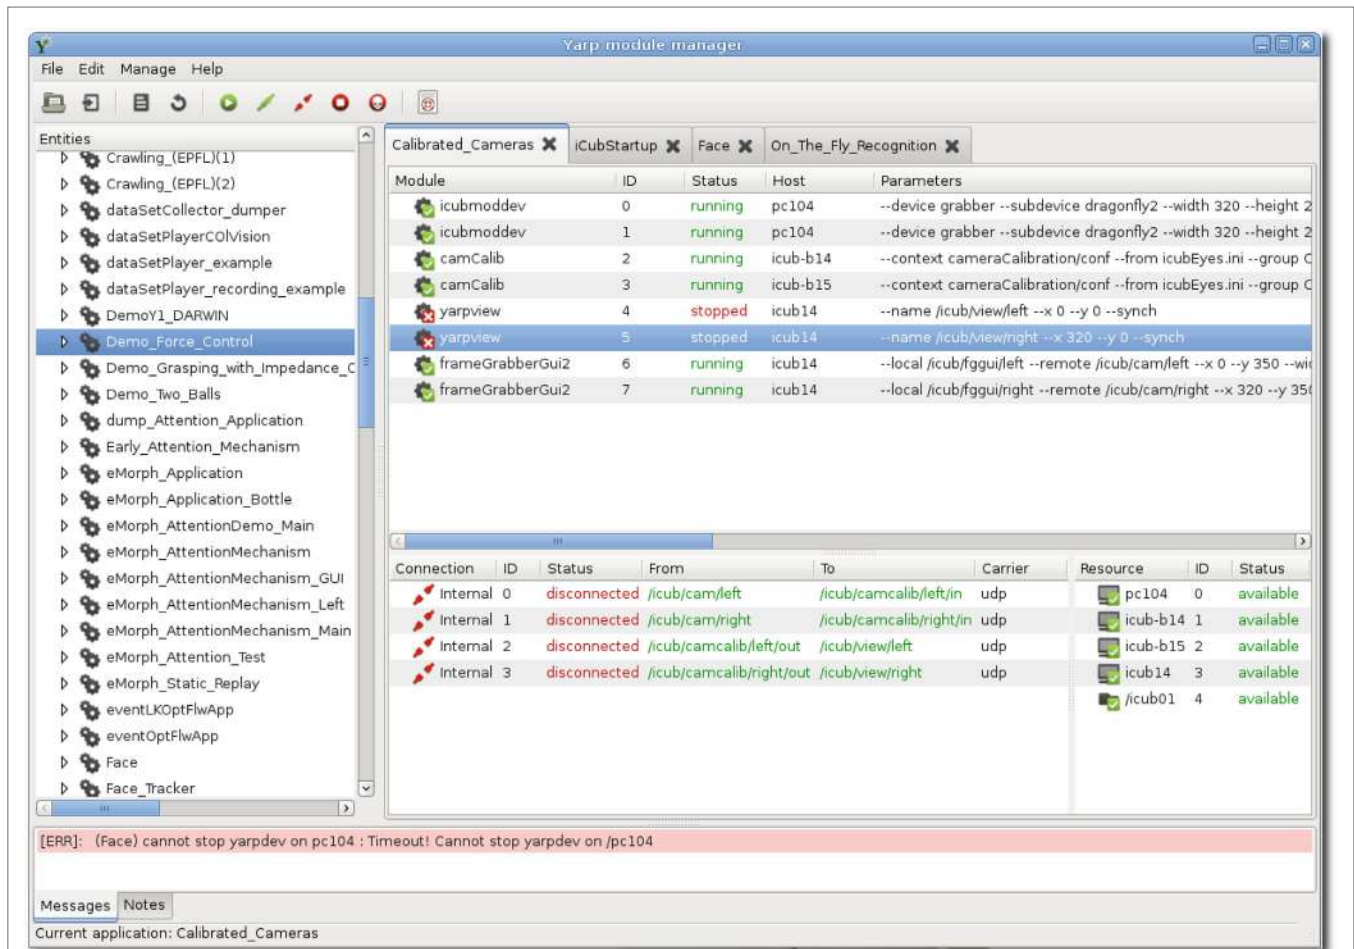 Yarp module manager
File Edit Manage Help
Entities
Crawling_(EPFL)(1)
Crawling_(EPFL)(2)
dataSetCollector_dumper
dataSetPlayerCOlVision
dataSetPlayer_example
dataSetPlayer_recording_example
DemoY1_DARWIN
Demo_Force_Control
Demo_Grasping_with_Impedance_C
Demo_Two_Balls
dump_Attention_Application
Early_Attention_Mechanism
eMorph_Application
eMorph_Application_Bottle
eMorph_AttentionDemo_Main
eMorph_AttentionMechanism
eMorph_AttentionMechanism_GUI
eMorph_AttentionMechanism_Left
eMorph_AttentionMechanism_Main
eMorph_Attention_Test
eMorph_Static_Replay
eventLKOptFlwApp
eventOptFlwApp
Face
Face_Tracker
Calibrated_Cameras iCubStartup Face On_The_Fly_Recognition
Module ID Status Host Parameters
icubmoddev 0 running pc104 --device grabber --subdevice dragonfly2 --width 320 --height 2
icubmoddev 1 running pc104 --device grabber --subdevice dragonfly2 --width 320 --height 2
camCalib 2 running icub-b14 --context cameraCalibration/conf --from icubEyes.ini --group C
camCalib 3 running icub-b15 --context cameraCalibration/conf --from icubEyes.ini --group C
yarpview 4 stopped icub14 --name /icub/view/left --x 0 --y 0 --synch
yarpview 5 stopped icub14 --name /icub/view/right --x 320 --y 0 --synch
frameGrabberGui2 6 running icub14 --local /icub/fggui/left --remote /icub/cam/left --x 0 --y 350 --wi
frameGrabberGui2 7 running icub14 --local /icub/fggui/right --remote /icub/cam/right --x 320 --y 35
Connection ID Status From To Carrier
Internal 0 disconnected /icub/cam/left /icub/camcalib/left/in udp
Internal 1 disconnected /icub/cam/right /icub/camcalib/right/in udp
Internal 2 disconnected /icub/camcalib/left/out /icub/view/left udp
Internal 3 disconnected /icub/camcalib/right/out /icub/view/right udp
Resource ID Status
pc104 0 available
icub-b14 1 available
icub-b15 2 available
icub14 3 available
/icub01 4 available
[ERR]: (Face) cannot stop yarpdev on pc104 : Timeout! Cannot stop yarpdev on /pc104
Messages Notes
Current application: Calibrated_Cameras